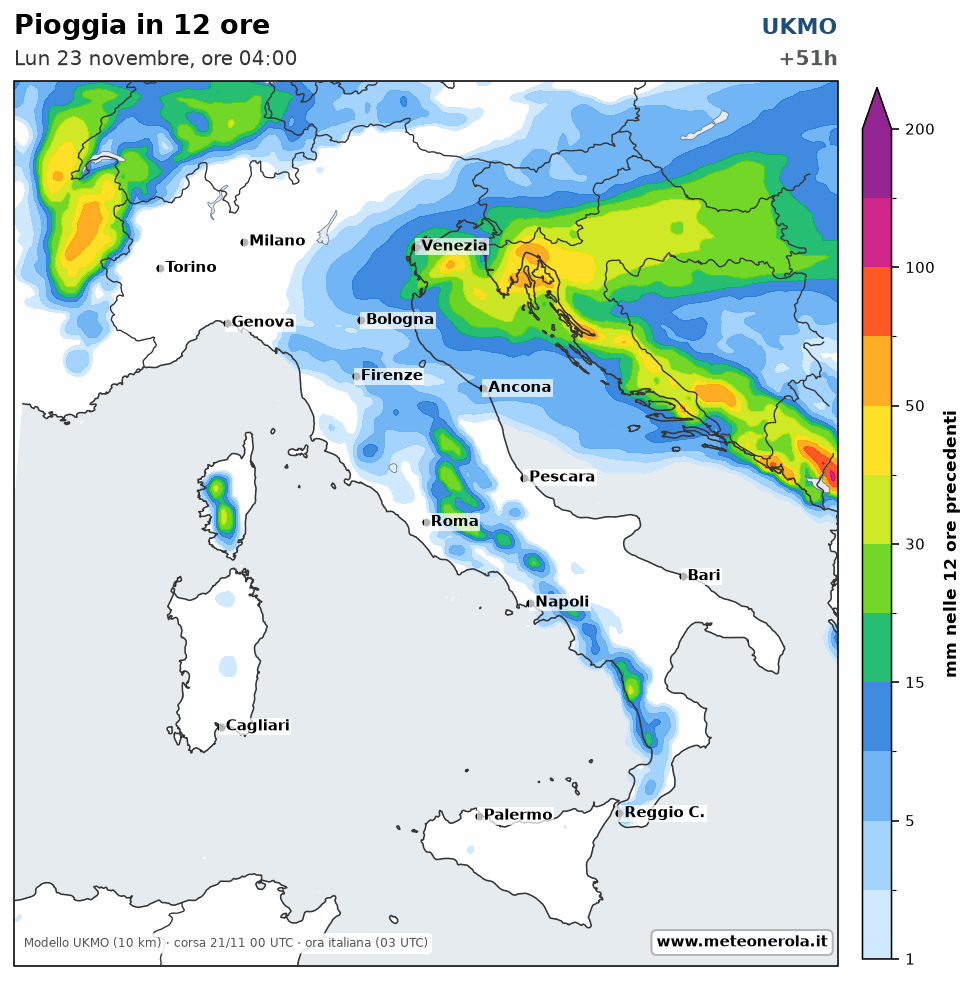 Pioggia in 12 ore
UKMO
Lun 23 novembre, ore 04:00
+51h
200
100
50
30
15
5
1
mm nelle 12 ore precedenti
Milano
Venezia
Torino
Genova
Bologna
Firenze
Ancona
Pescara
Roma
Bari
Napoli
Cagliari
Palermo
Reggio C.
Modello UKMO (10 km) · corsa 21/11 00 UTC · ora italiana (03 UTC)
www.meteonerola.it